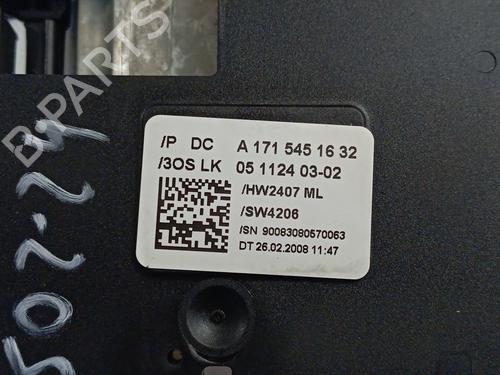 B-PARTS
/P DC A 171 545 16 32
/3OS LK 05 1124 03-02
/HW2407 ML
/SW4206
/SN 90083080570063
DT 26.02.2008 11:47